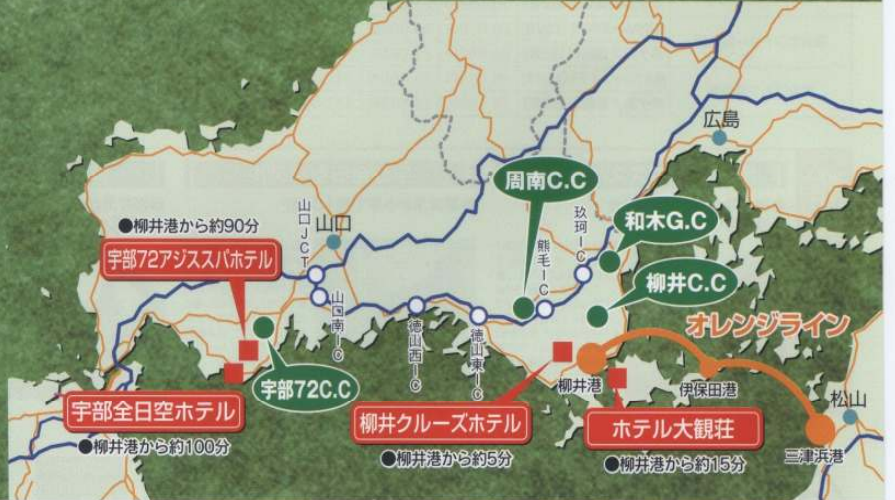 広島
周南C.C
玖珂IC
和木G.C
山口JCT
山口
●柳井港から約90分
宇部72アジススパホテル
熊毛IC
柳井C.C
山口南IC
徳山西IC
徳山東IC
オレンジライン
宇部72C.C
柳井港
伊保田港
松山
宇部全日空ホテル
柳井クルーズホテル
ホテル大観荘
●柳井港から約100分
●柳井港から約5分
●柳井港から約15分
三津浜港